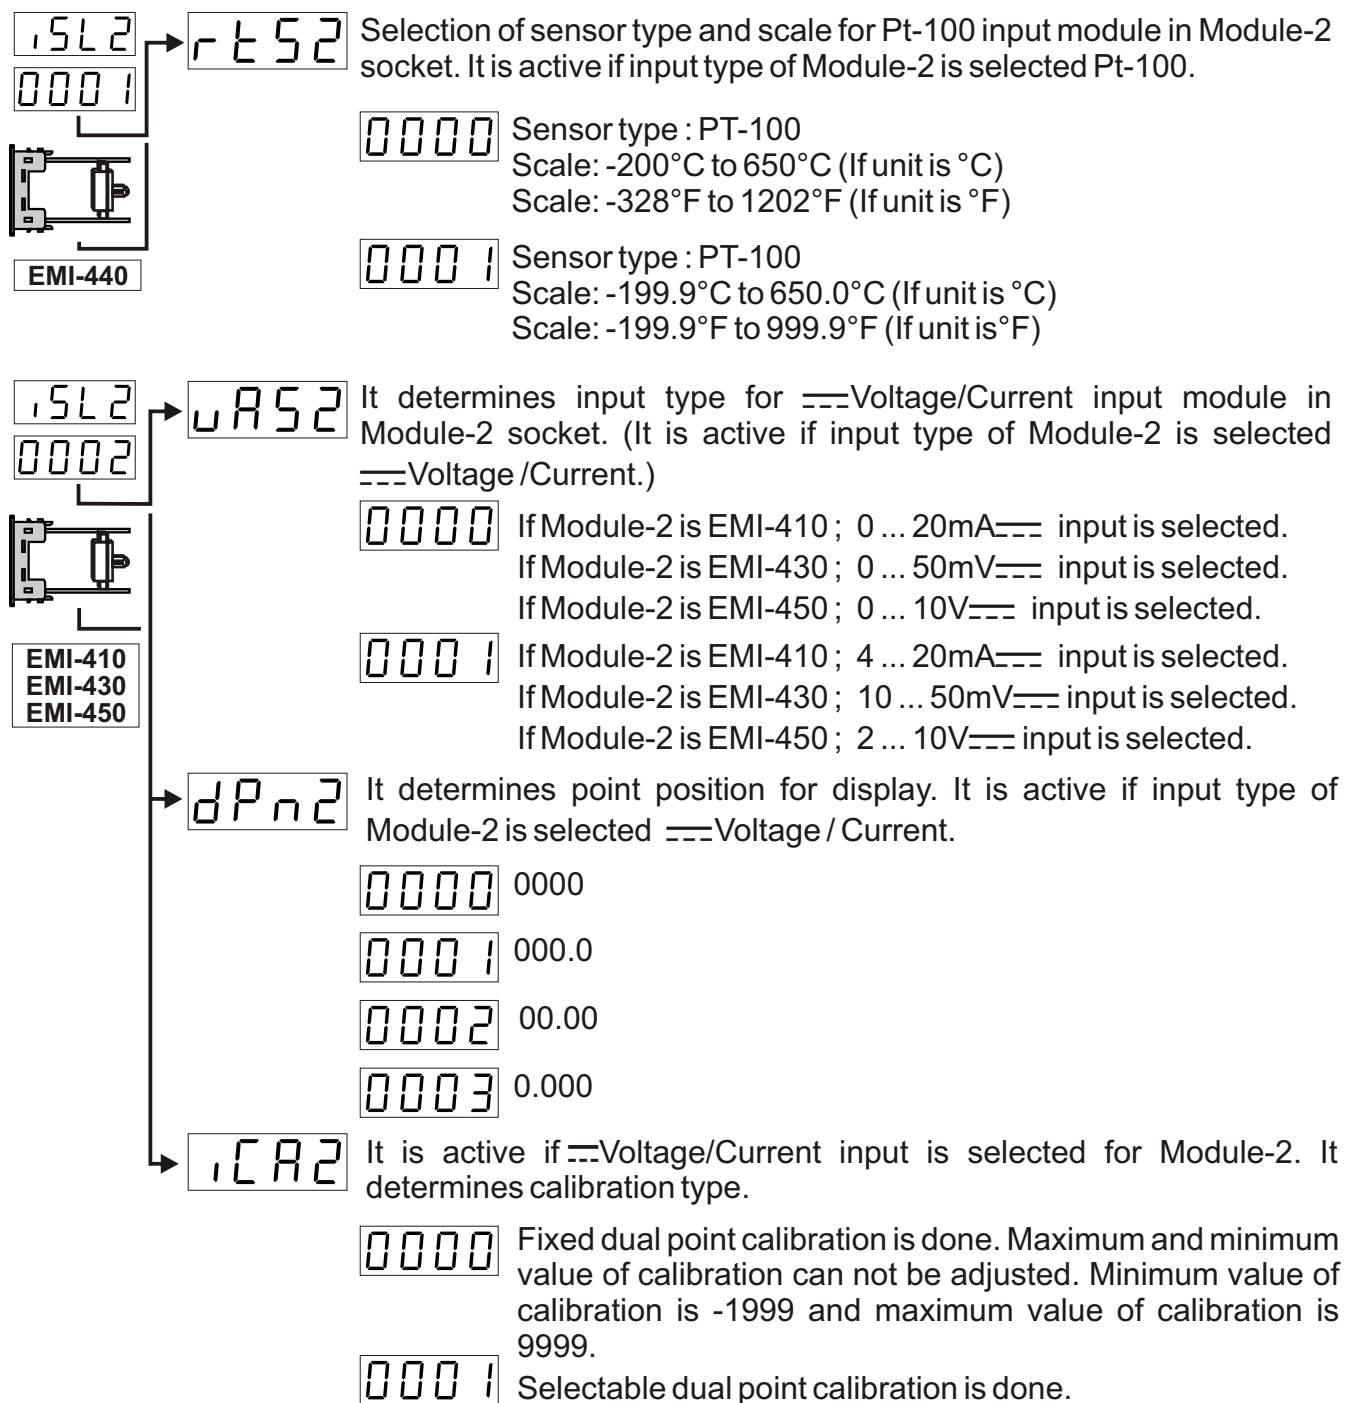 iSL2
rtS2
Selection of sensor type and scale for Pt-100 input module in Module-2
socket. It is active if input type of Module-2 is selected Pt-100.
0001
EMI-440
0000
Sensor type : PT-100
Scale: -200°C to 650°C (If unit is °C)
Scale: -328°F to 1202°F (If unit is °F)
0001
Sensor type : PT-100
Scale: -199.9°C to 650.0°C (If unit is °C)
Scale: -199.9°F to 999.9°F (If unit is°F)
iSL2
0002
EMI-410
EMI-430
EMI-450
uAS2
It determines input type for ⎓Voltage/Current input module in
Module-2 socket. (It is active if input type of Module-2 is selected
⎓Voltage /Current.)
0000
If Module-2 is EMI-410 ; 0 ... 20mA⎓ input is selected.
If Module-2 is EMI-430 ; 0 ... 50mV⎓ input is selected.
If Module-2 is EMI-450 ; 0 ... 10V⎓ input is selected.
0001
If Module-2 is EMI-410 ; 4 ... 20mA⎓ input is selected.
If Module-2 is EMI-430 ; 10 ... 50mV⎓ input is selected.
If Module-2 is EMI-450 ; 2 ... 10V⎓ input is selected.
dPn2
It determines point position for display. It is active if input type of
Module-2 is selected ⎓Voltage / Current.
0000 0000
0001 000.0
0002 00.00
0003 0.000
iCA2
It is active if ⎓Voltage/Current input is selected for Module-2. It
determines calibration type.
0000
Fixed dual point calibration is done. Maximum and minimum
value of calibration can not be adjusted. Minimum value of
calibration is -1999 and maximum value of calibration is
9999.
0001
Selectable dual point calibration is done.